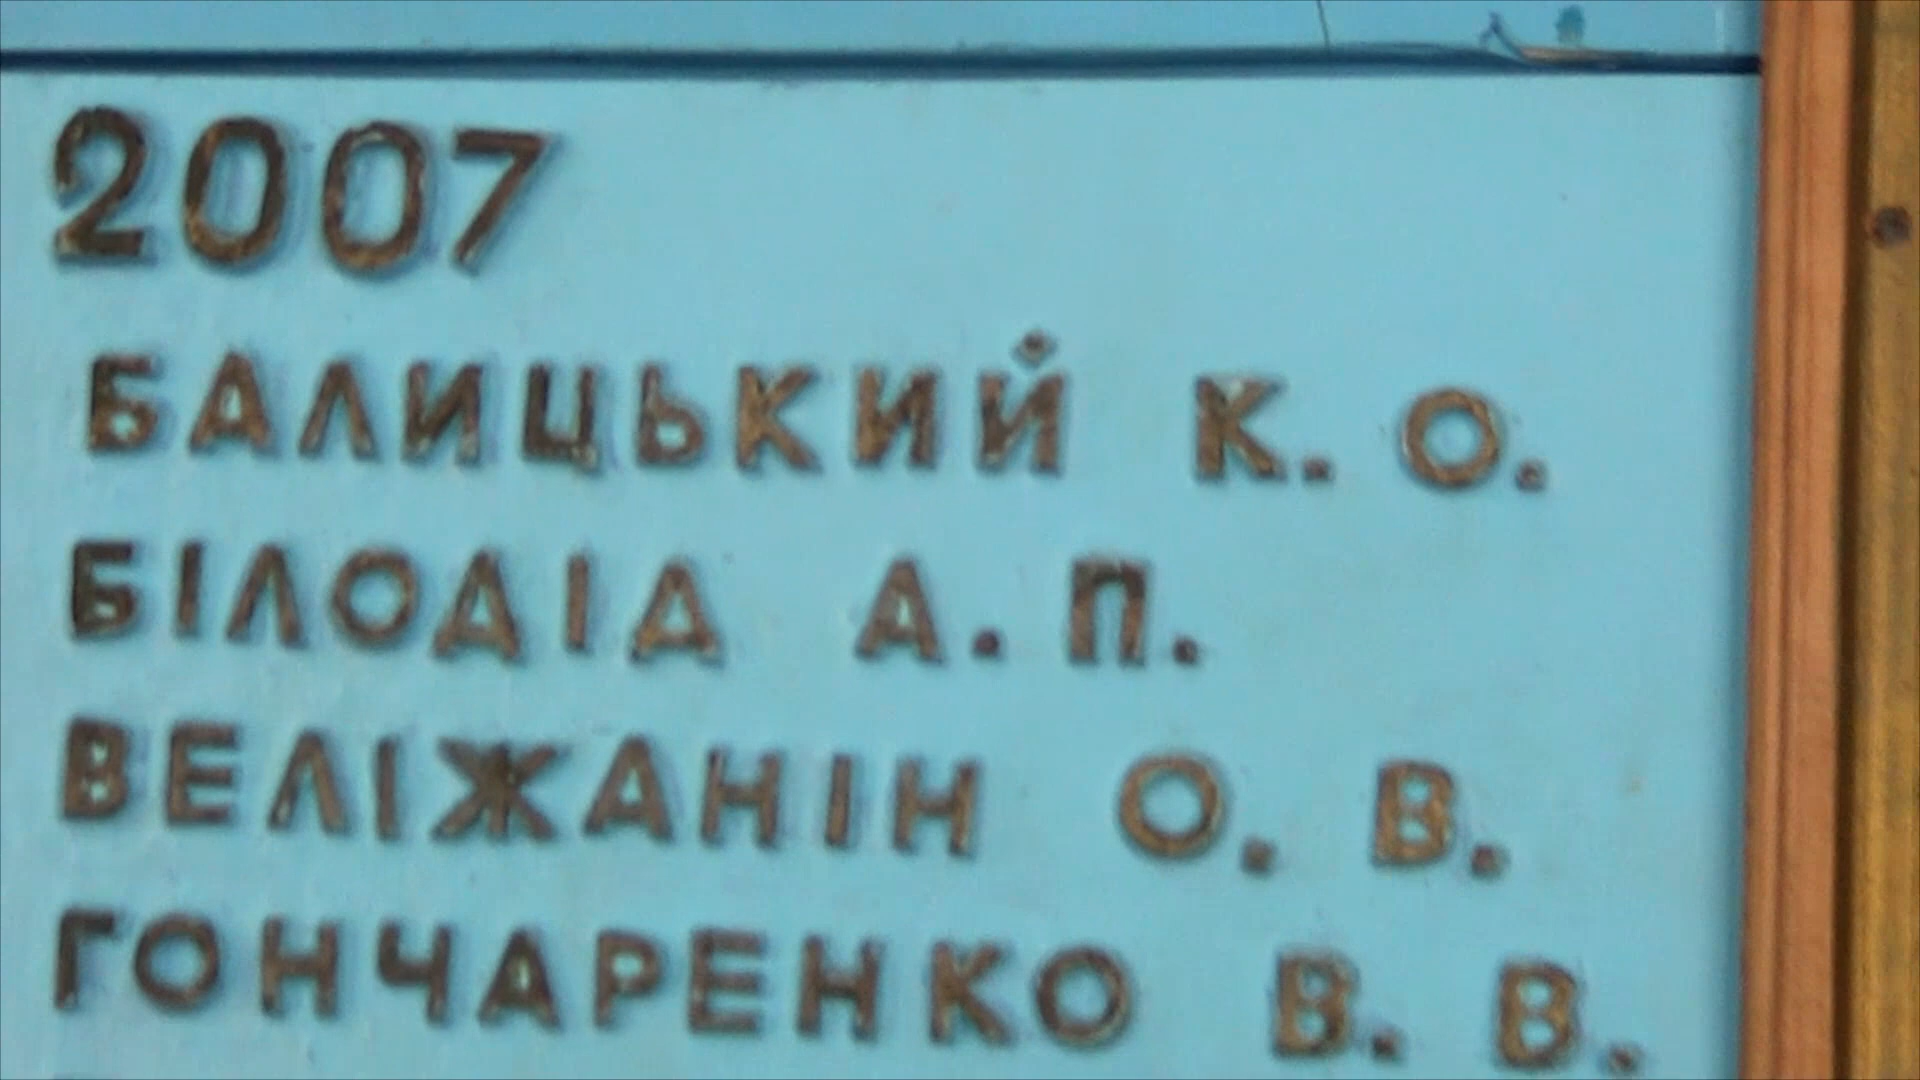 2007
БАЛИЦЬКИЙ К. О.
БІЛОДІД А. П.
ВЕЛІЖАНІН О. В.
ГОНЧАРЕНКО В. В.